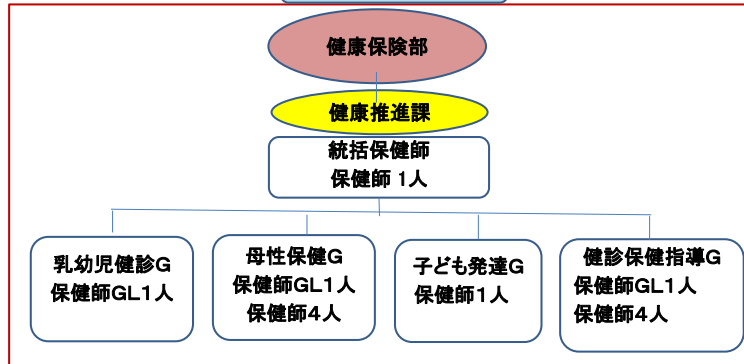 健康保険部
健康推進課
統括保健師
保健師 1人
乳幼児健診G
保健師GL1人
母性保健G
保健師GL1人
保健師4人
子ども発達G
保健師1人
健診保健指導G
保健師GL1人
保健師4人